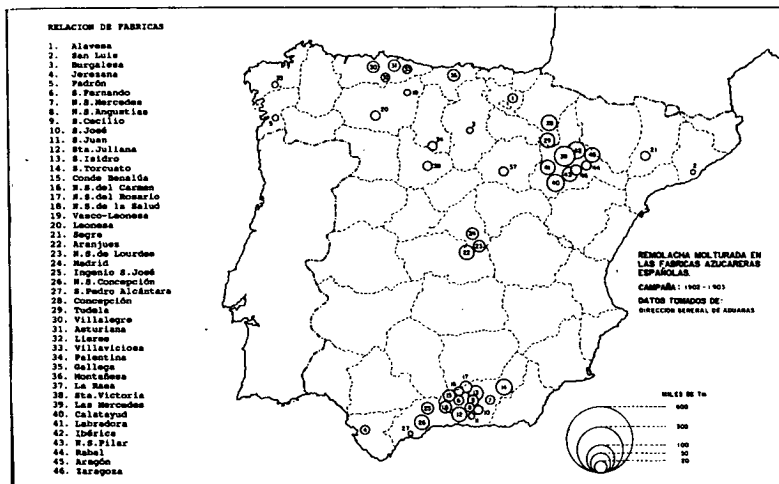 RELACION DE FABRICAS
1. Alavesa
2. San Luis
3. Burgalesa
4. Jerezana
5. Padrón
6. S.Fernando
7. N.S.Mercedes
8. N.S.Angustias
9. S.Cecilio
10. S.José
11. S.Juan
12. Sta.Juliana
13. S.Isidro
14. S.Torcuato
15. Conde Benalúa
16. N.S.del Carmen
17. N.S.del Rosario
18. N.S.de la Salud
19. Vasco-Leonesa
20. Leonesa
21. Segre
22. Aranjuez
23. N.S.de Lourdes
24. Madrid
25. Ingenio S.José
26. N.S.Concepción
27. S.Pedro Alcántara
28. Concepción
29. Tudela
30. Villalegre
31. Asturiana
32. Lieres
33. Villaviciosa
34. Palentina
35. Gallega
36. Montañesa
37. La Rasa
38. Sta.Victoria
39. Las Mercedes
40. Calatayud
41. Labradora
42. Ibérica
43. N.S.Pilar
44. Rabal
45. Aragón
46. Zaragoza
REMOLACHA MOLTURADA EN
LAS FABRICAS AZUCARERAS
ESPAÑOLAS.
CAMPAÑA: 1902-1903
DATOS TOMADOS DE:
DIRECCION GENERAL DE ADUANAS
MILES DE Tm
600
300
100
50
20